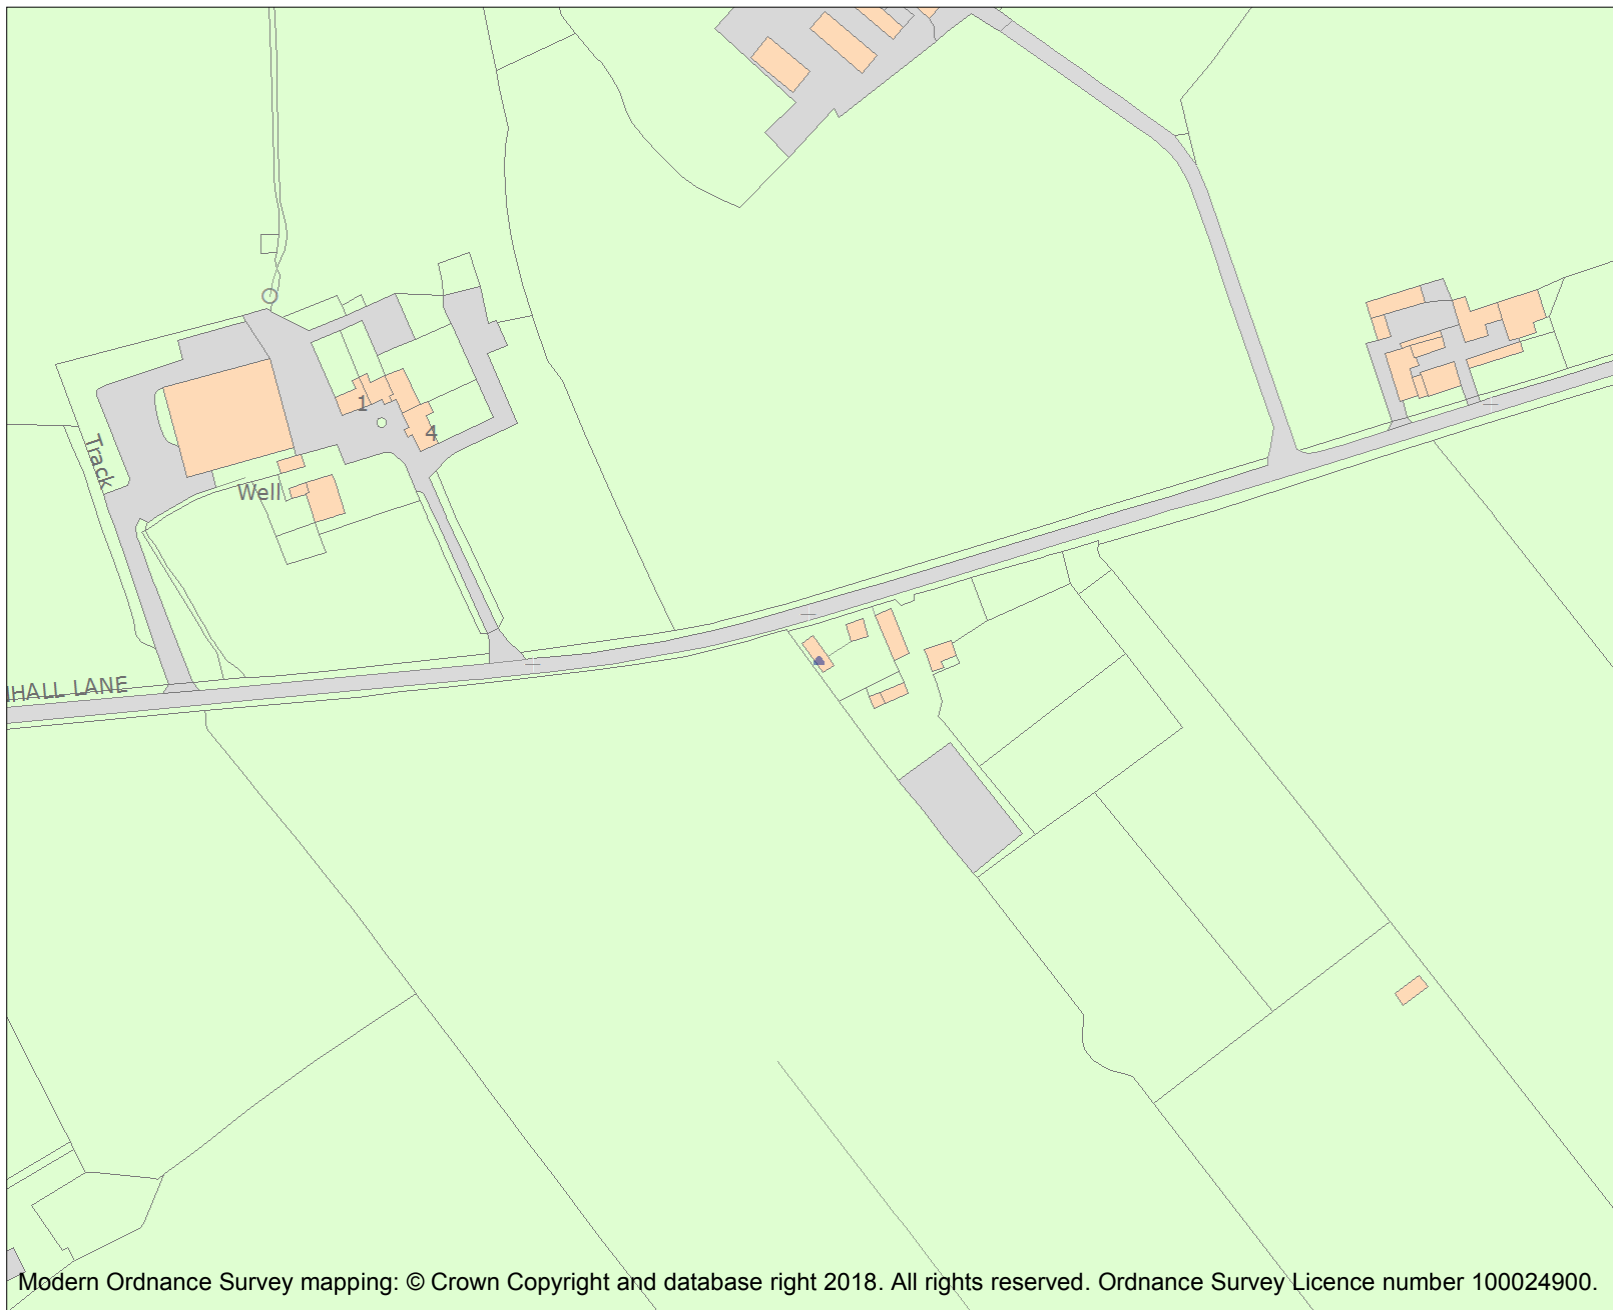 1
4
Track
Well
HALL LANE
Modern Ordnance Survey mapping: © Crown Copyright and database right 2018. All rights reserved. Ordnance Survey Licence number 100024900.